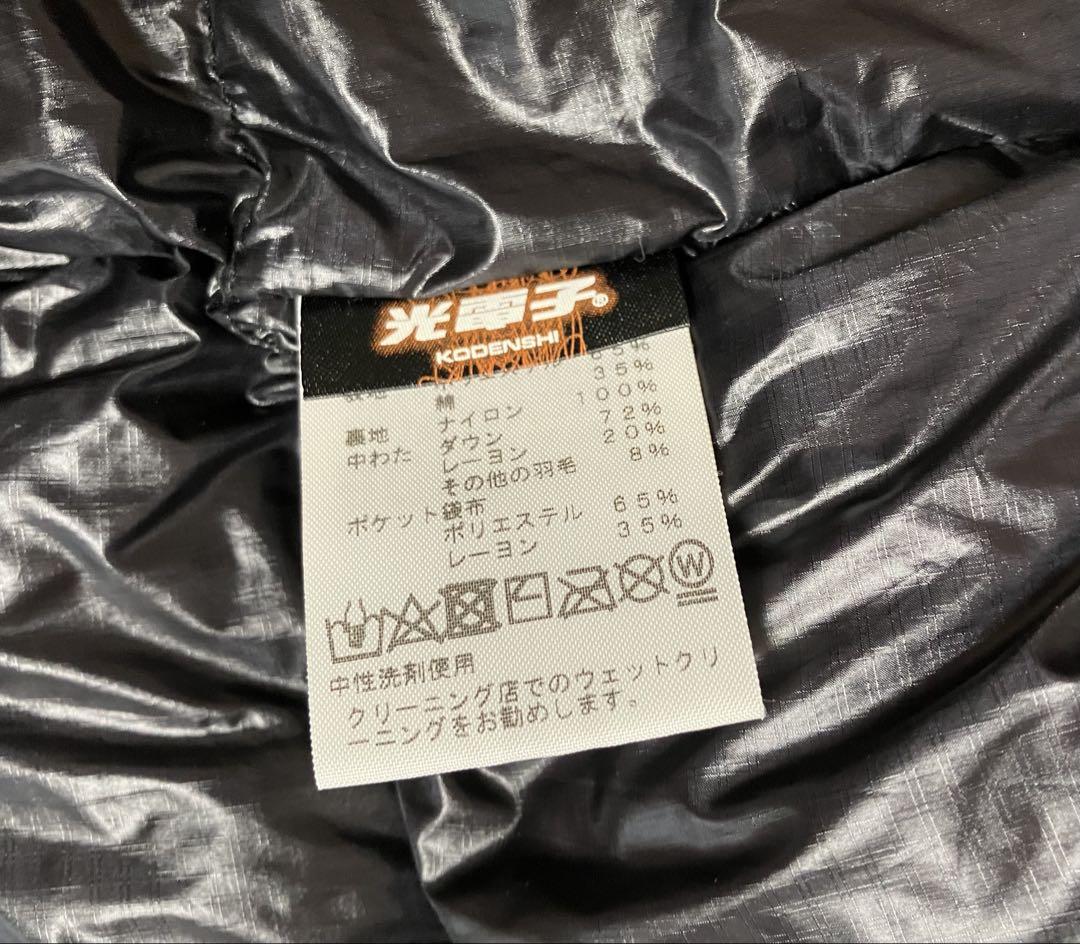 光電子®
KODENSHI
35%
綿 100%
裏地 ナイロン 72%
中わた ダウン 20%
レーヨン 8%
その他の羽毛
ポケット袋布
ポリエステル 65%
レーヨン 35%
W
中性洗剤使用
クリーニング店でのウェットクリ
ーニングをお勧めします。